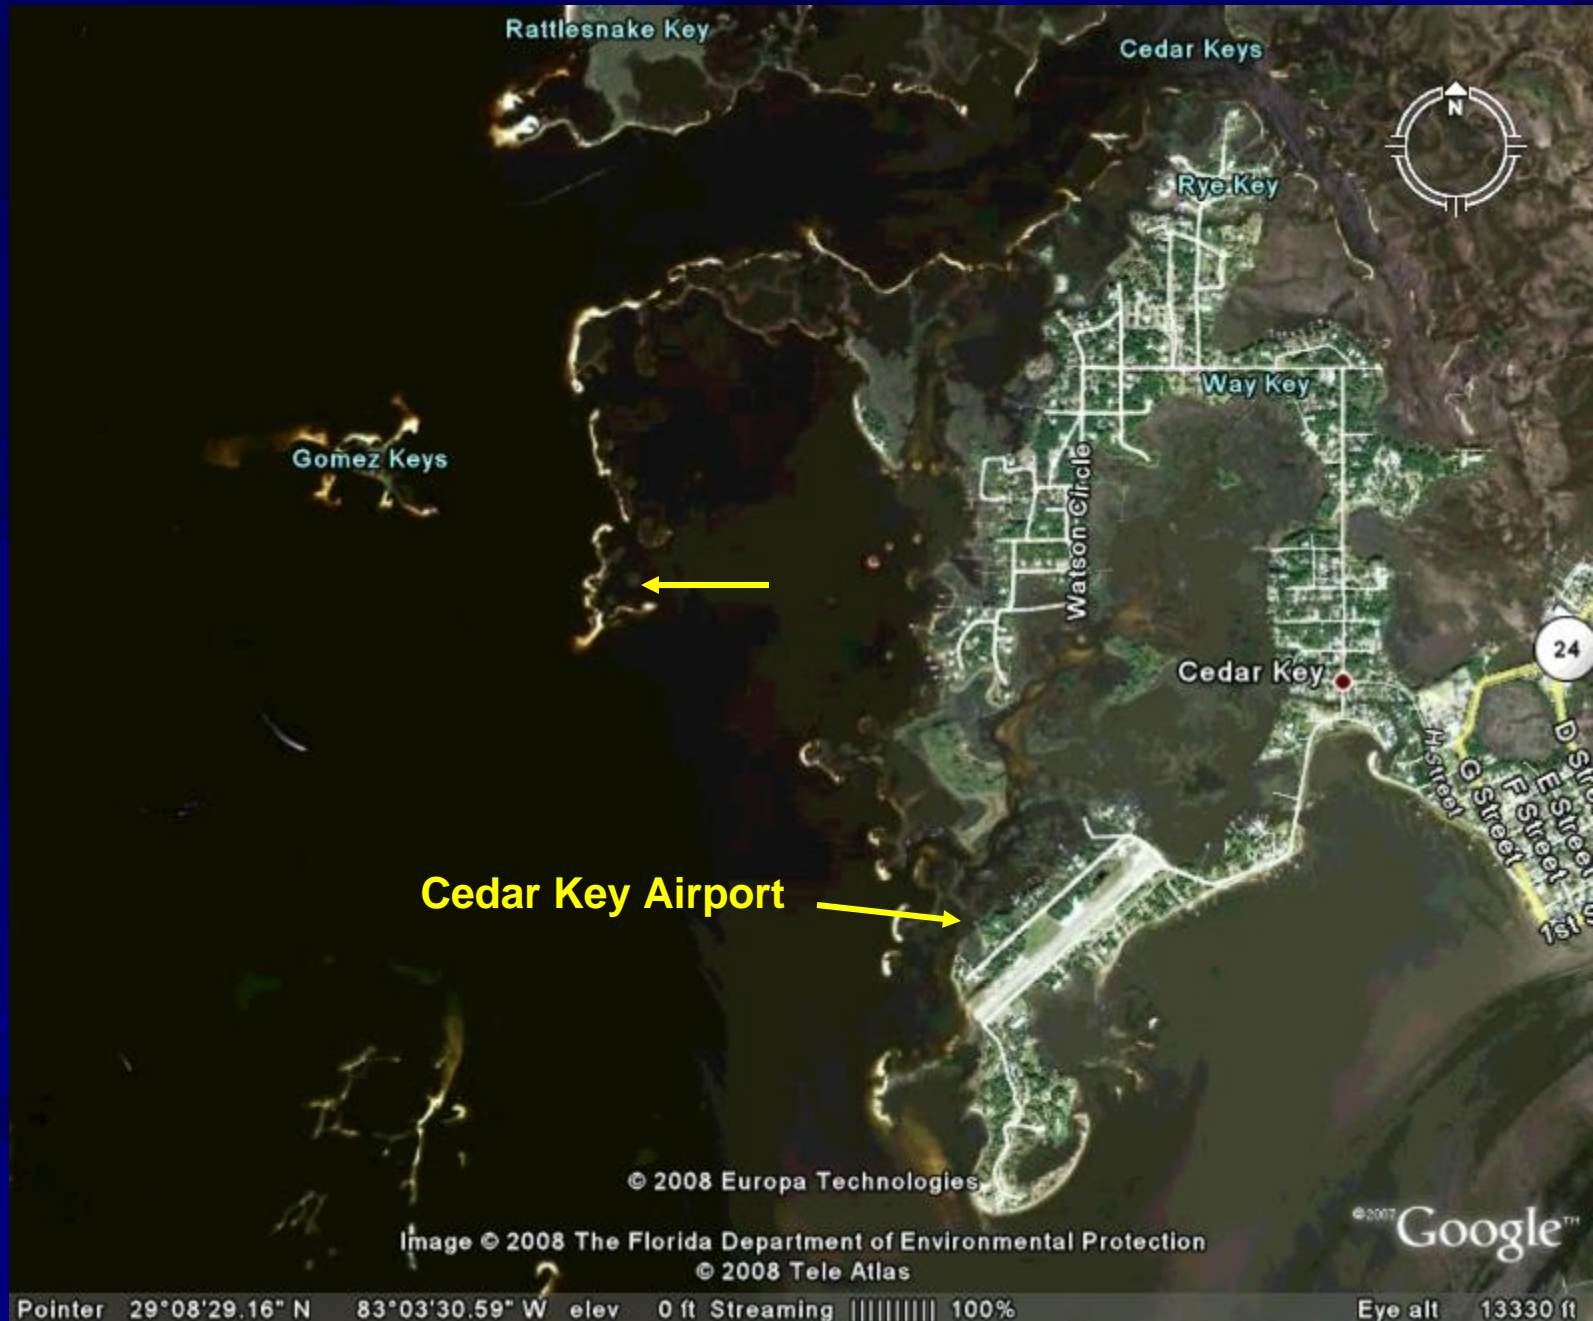 Rattlesnake Key
Cedar Keys
N
Rye Key
Way Key
Gomez Keys
Watson Circle
24
Cedar Key
H Street
G Street
F Street
E Street
D Str
1st S
Cedar Key Airport
© 2008 Europa Technologies
©2007 Google™
Image © 2008 The Florida Department of Environmental Protection
© 2008 Tele Atlas
Pointer 29°08'29.16" N 83°03'30.59" W elev 0 ft Streaming |||||||||| 100% Eye alt 13330 ft